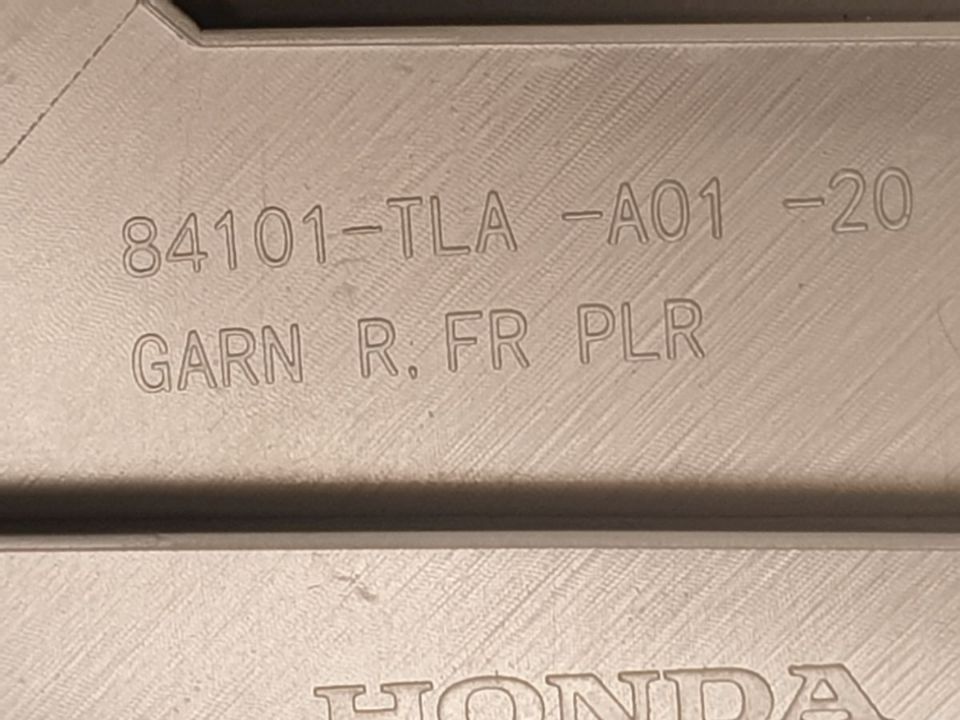 84101-TLA -A01 -20
GARN R, FR PLR
HONDA